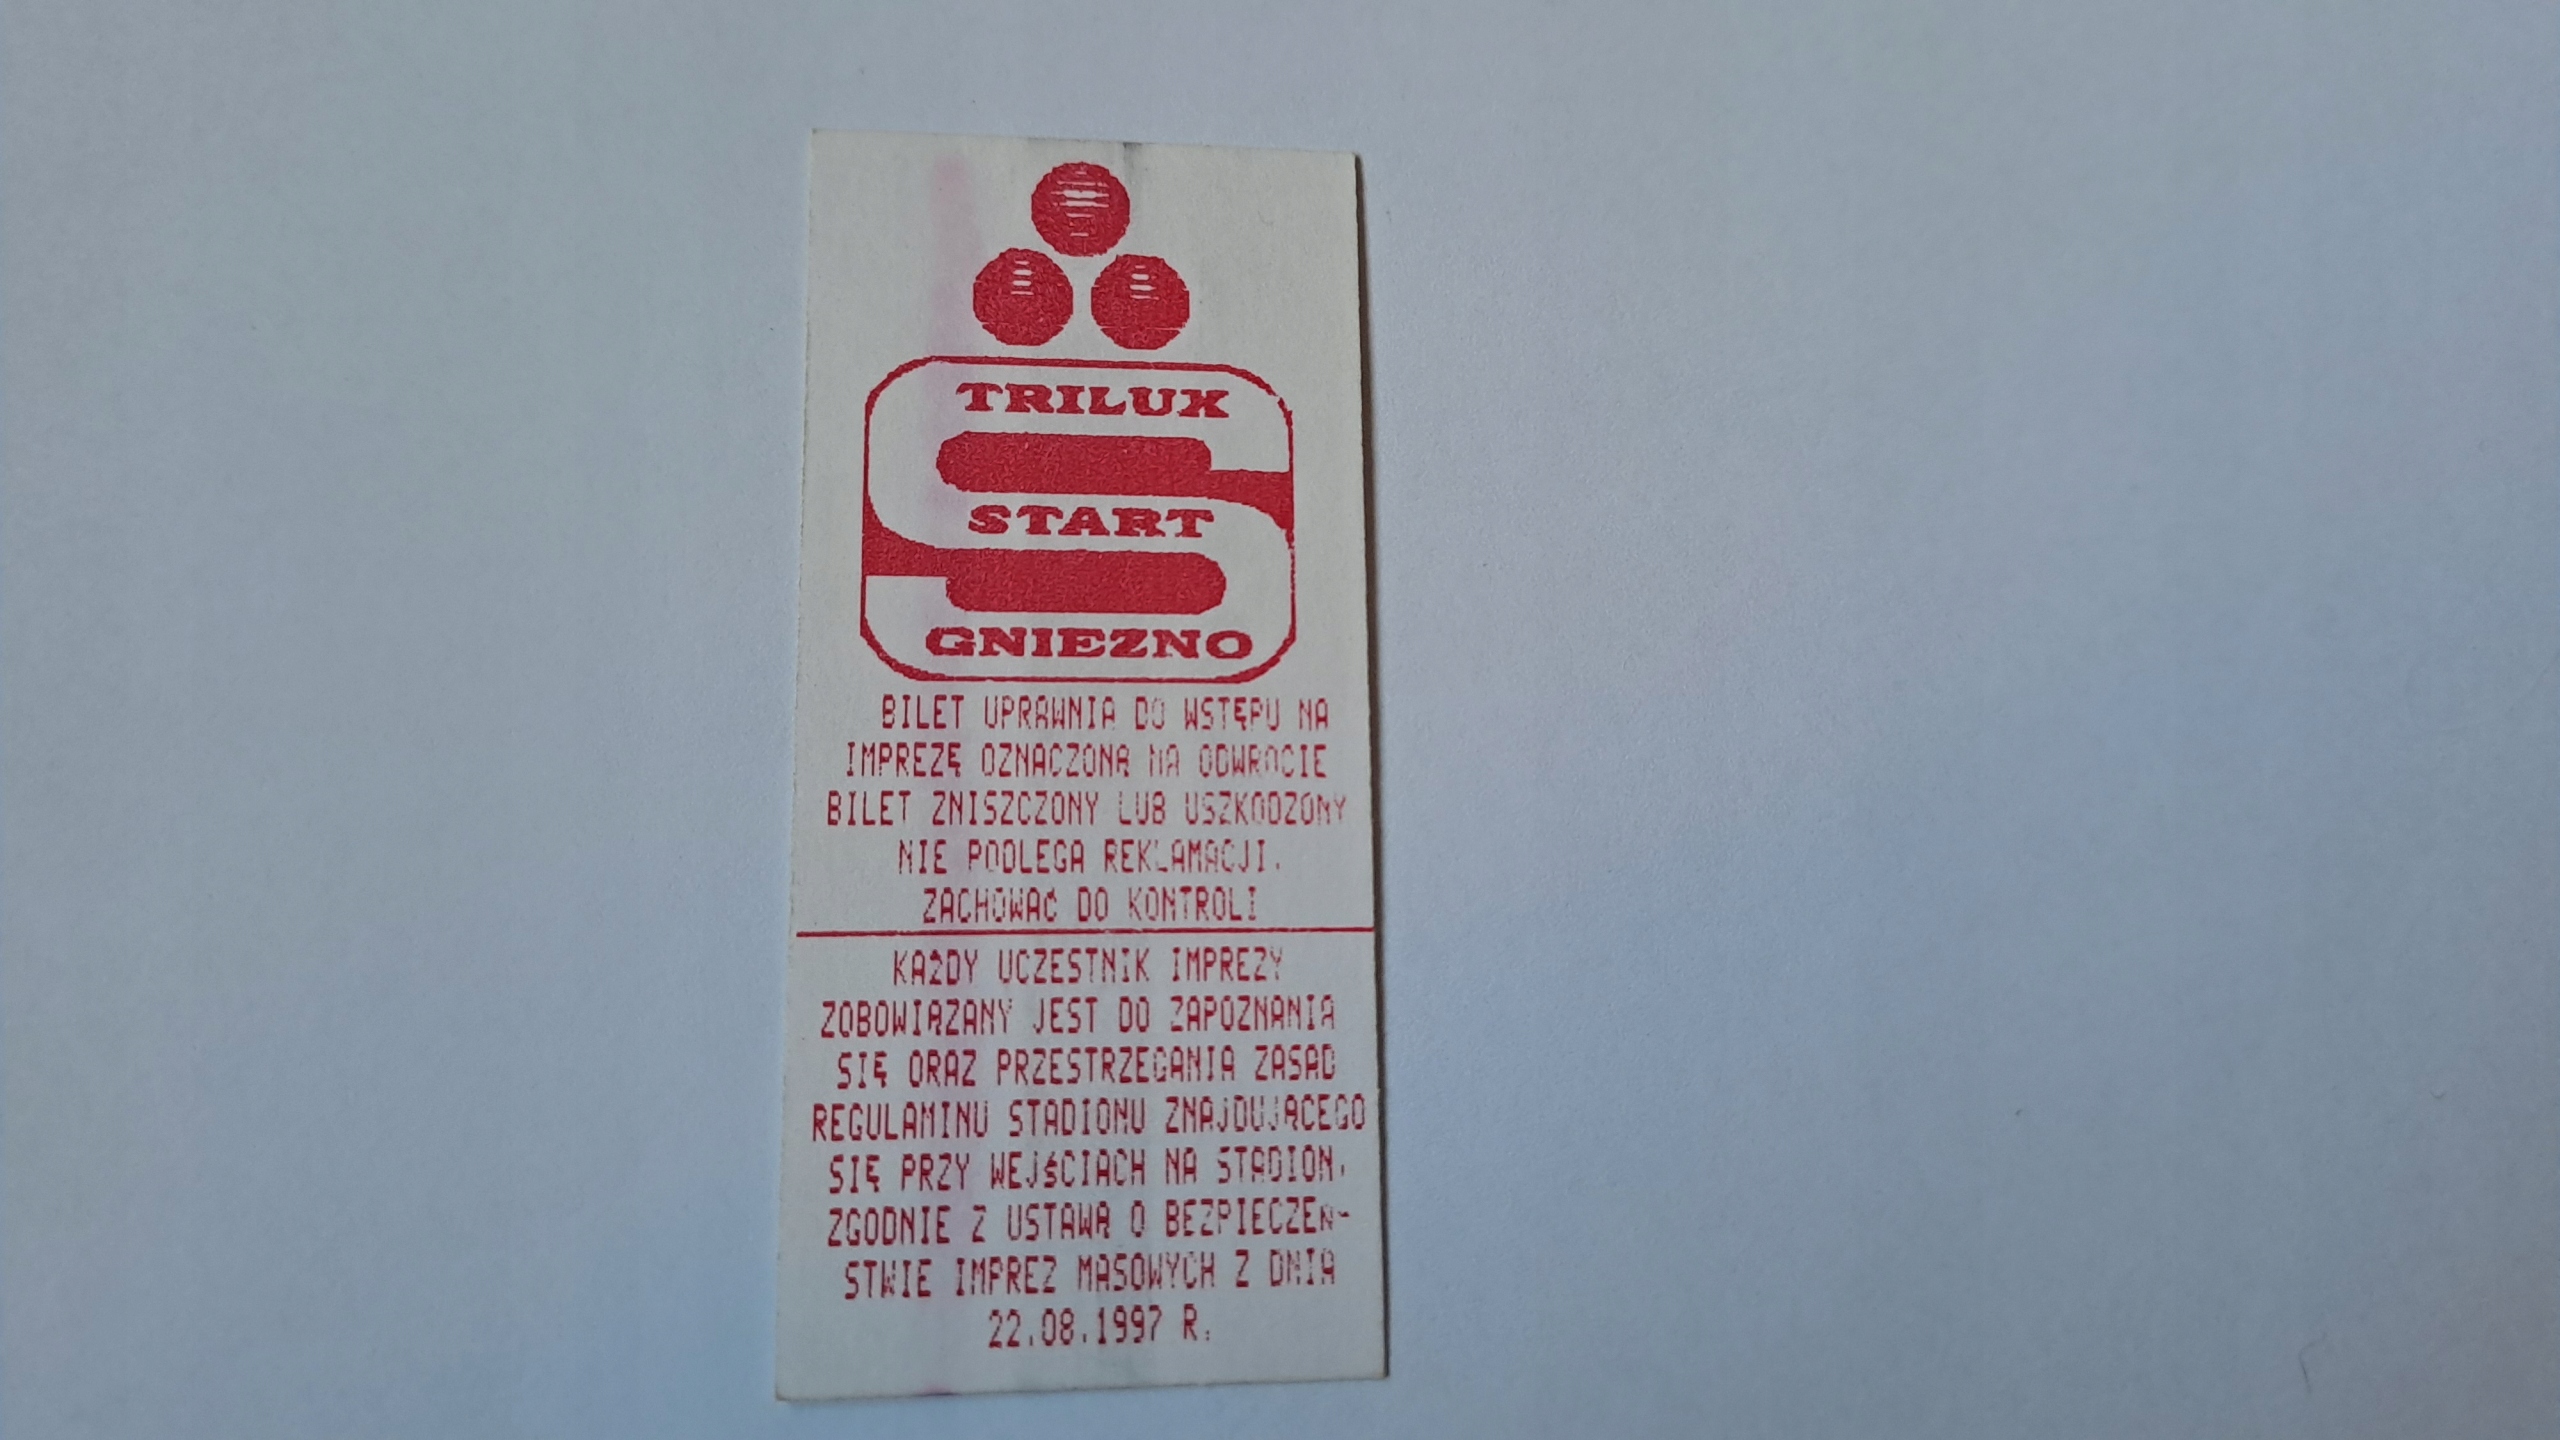 TRILUX
START
GNIEZNO
BILET UPRAWNIA DO WSTĘPU NA
IMPREZĘ OZNACZONĄ NA ODWROCIE
BILET ZNISZCZONY LUB USZKODZONY
NIE PODLEGA REKLAMACJI.
ZACHOWAĆ DO KONTROLI
KAŻDY UCZESTNIK IMPREZY
ZOBOWIĄZANY JEST DO ZAPOZNANIA
SIĘ ORAZ PRZESTRZEGANIA ZASAD
REGULAMINU STADIONU ZNAJDUJĄCEGO
SIĘ PRZY WEJŚCIACH NA STADION.
ZGODNIE Z USTAWĄ O BEZPIECZEŃ-
STWIE IMPREZ MASOWYCH Z DNIA
22.08.1997 R.